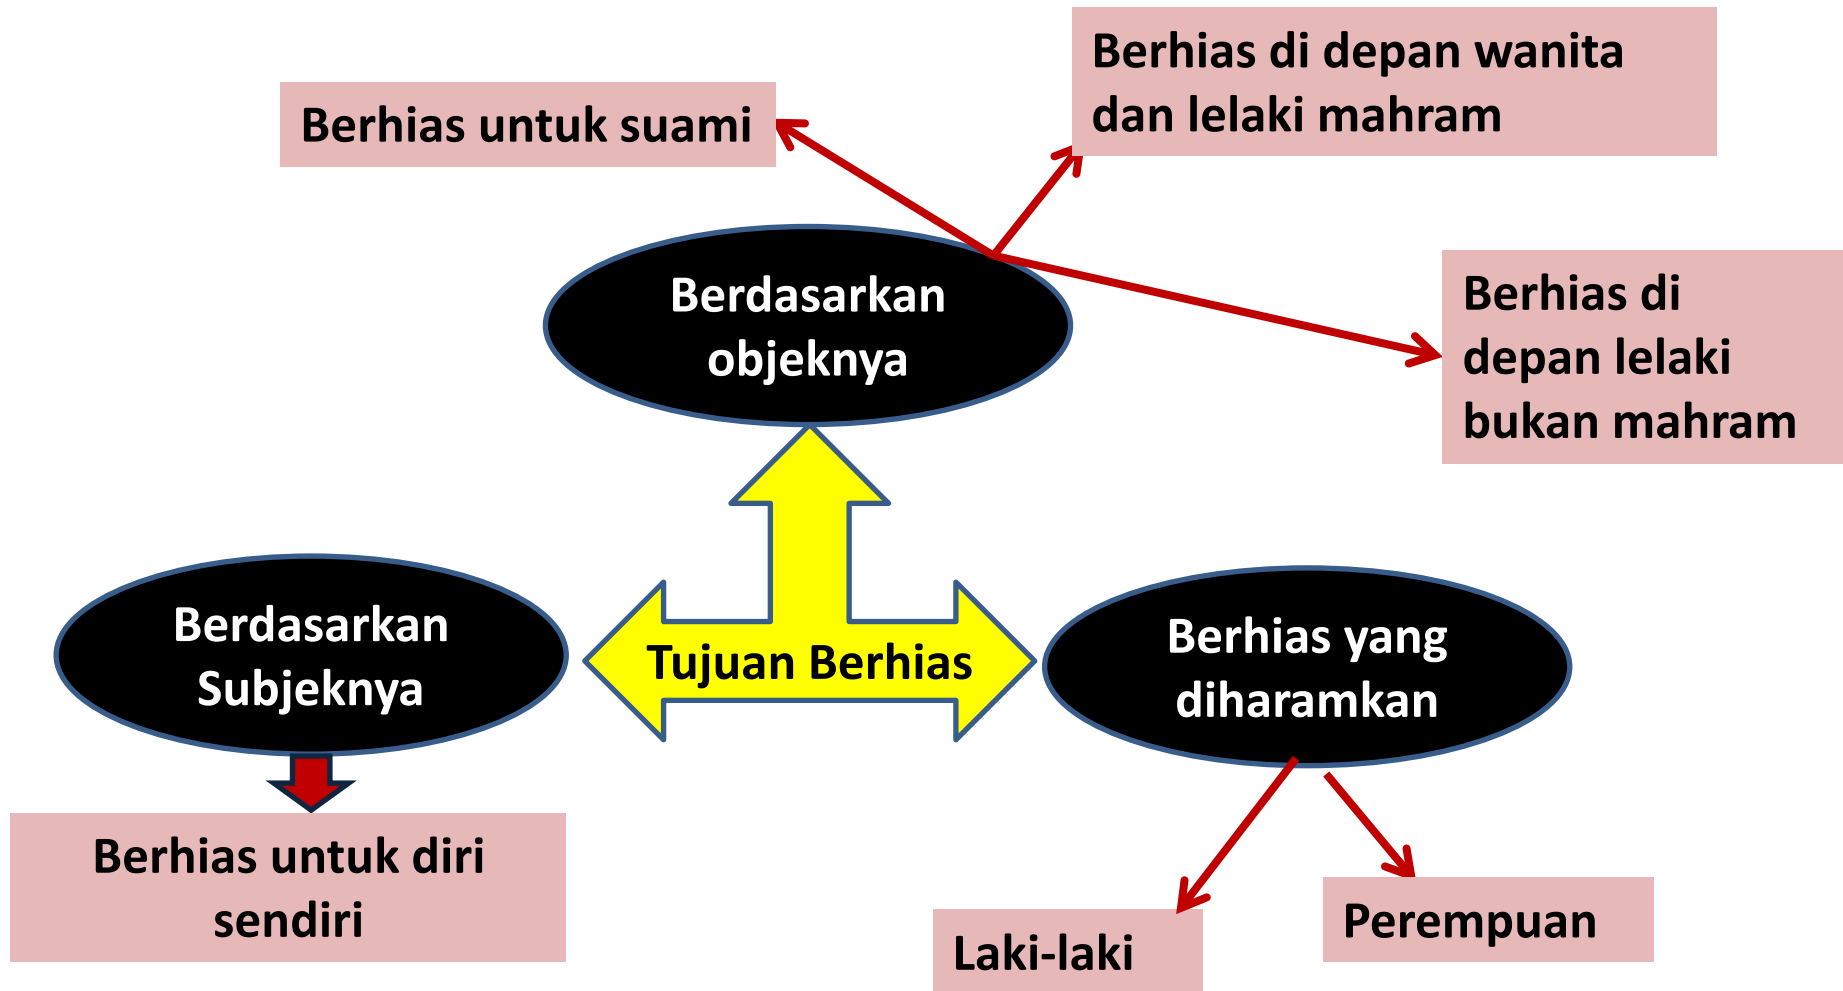 Berhias di depan wanita
dan lelaki mahram
Berhias untuk suami
Berdasarkan
objeknya
Berhias di
depan lelaki
bukan mahram
Berdasarkan
Subjeknya
Tujuan Berhias
Berhias yang
diharamkan
Berhias untuk diri
sendiri
Laki-laki
Perempuan